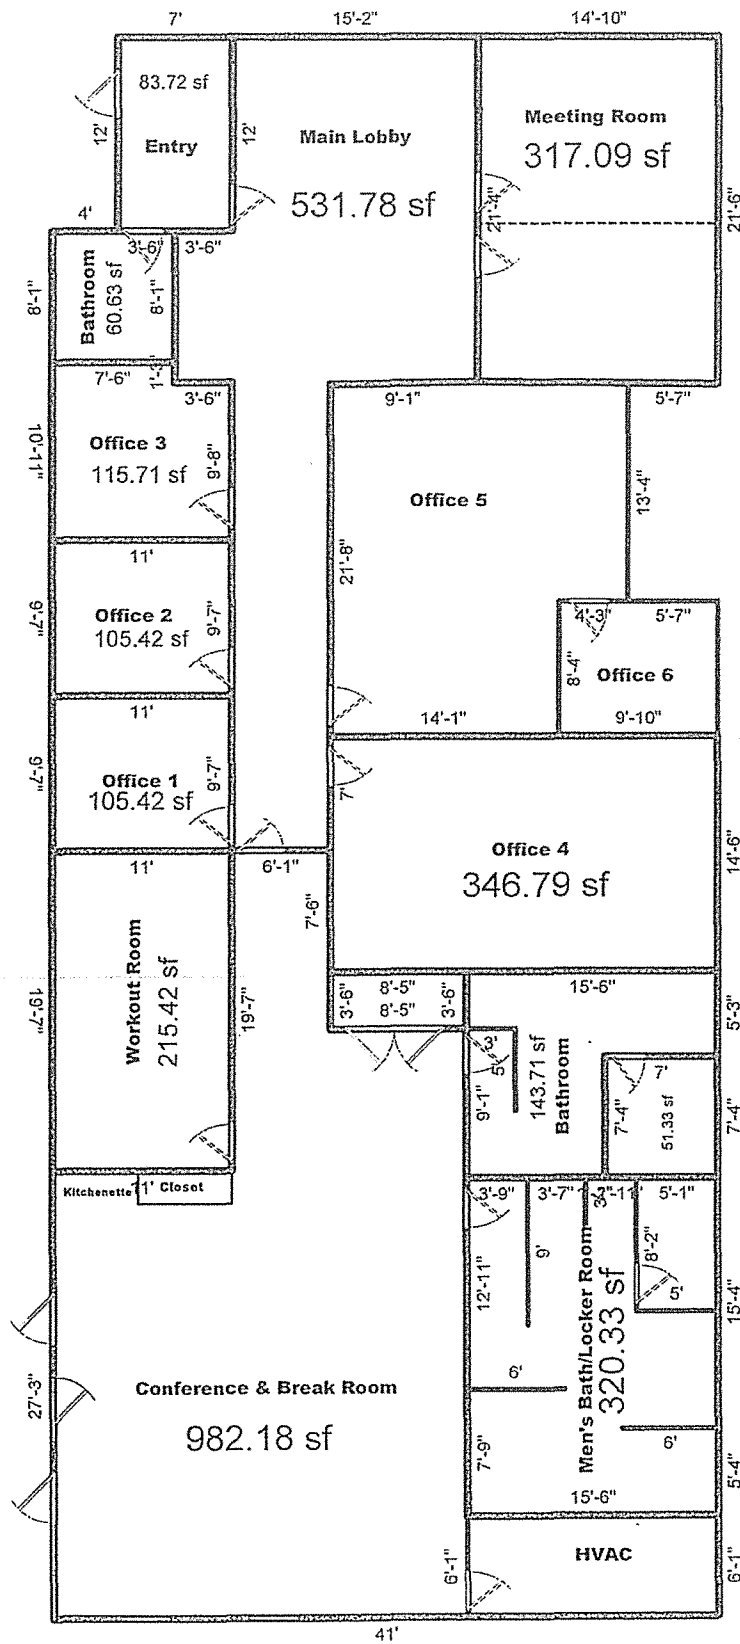 7'
15'-2"
14'-10"
83.72 sf
Entry
12'
12'
Main Lobby
531.78 sf
Meeting Room
317.09 sf
21'-4"
21'-6"
4'
3'-6"
3'-6"
8'-1"
Bathroom
60.63 sf
8'-1"
7'-6"
1'-3"
3'-6"
9'-1"
5'-7"
10'-11"
Office 3
115.71 sf
9'-8"
Office 5
13'-4"
11'
21'-8"
9'-7"
Office 2
105.42 sf
9'-7"
4'-3"
5'-7"
8'-4"
Office 6
11'
14'-1"
9'-10"
9'-7"
Office 1
105.42 sf
9'-7"
7'
Office 4
346.79 sf
14'-6"
11'
6'-1"
7'-6"
Workout Room
215.42 sf
19'-7"
19'-7"
3'-6"
8'-5"
8'-5"
3'-6"
15'-6"
5'-3"
3'
5'
9'-1"
143.71 sf
Bathroom
7'
7'-4"
51.33 sf
7'-4"
Kitchenette
11'
Closet
3'-9"
3'-7"
5'-1"
12'-11"
9'
8'-2"
5'
15'-4"
Men's Bath/Locker Room
320.33 sf
27'-3"
Conference & Break Room
982.18 sf
6'
6'
7'-9"
5'-4"
15'-6"
HVAC
6'-1"
6'-1"
41'